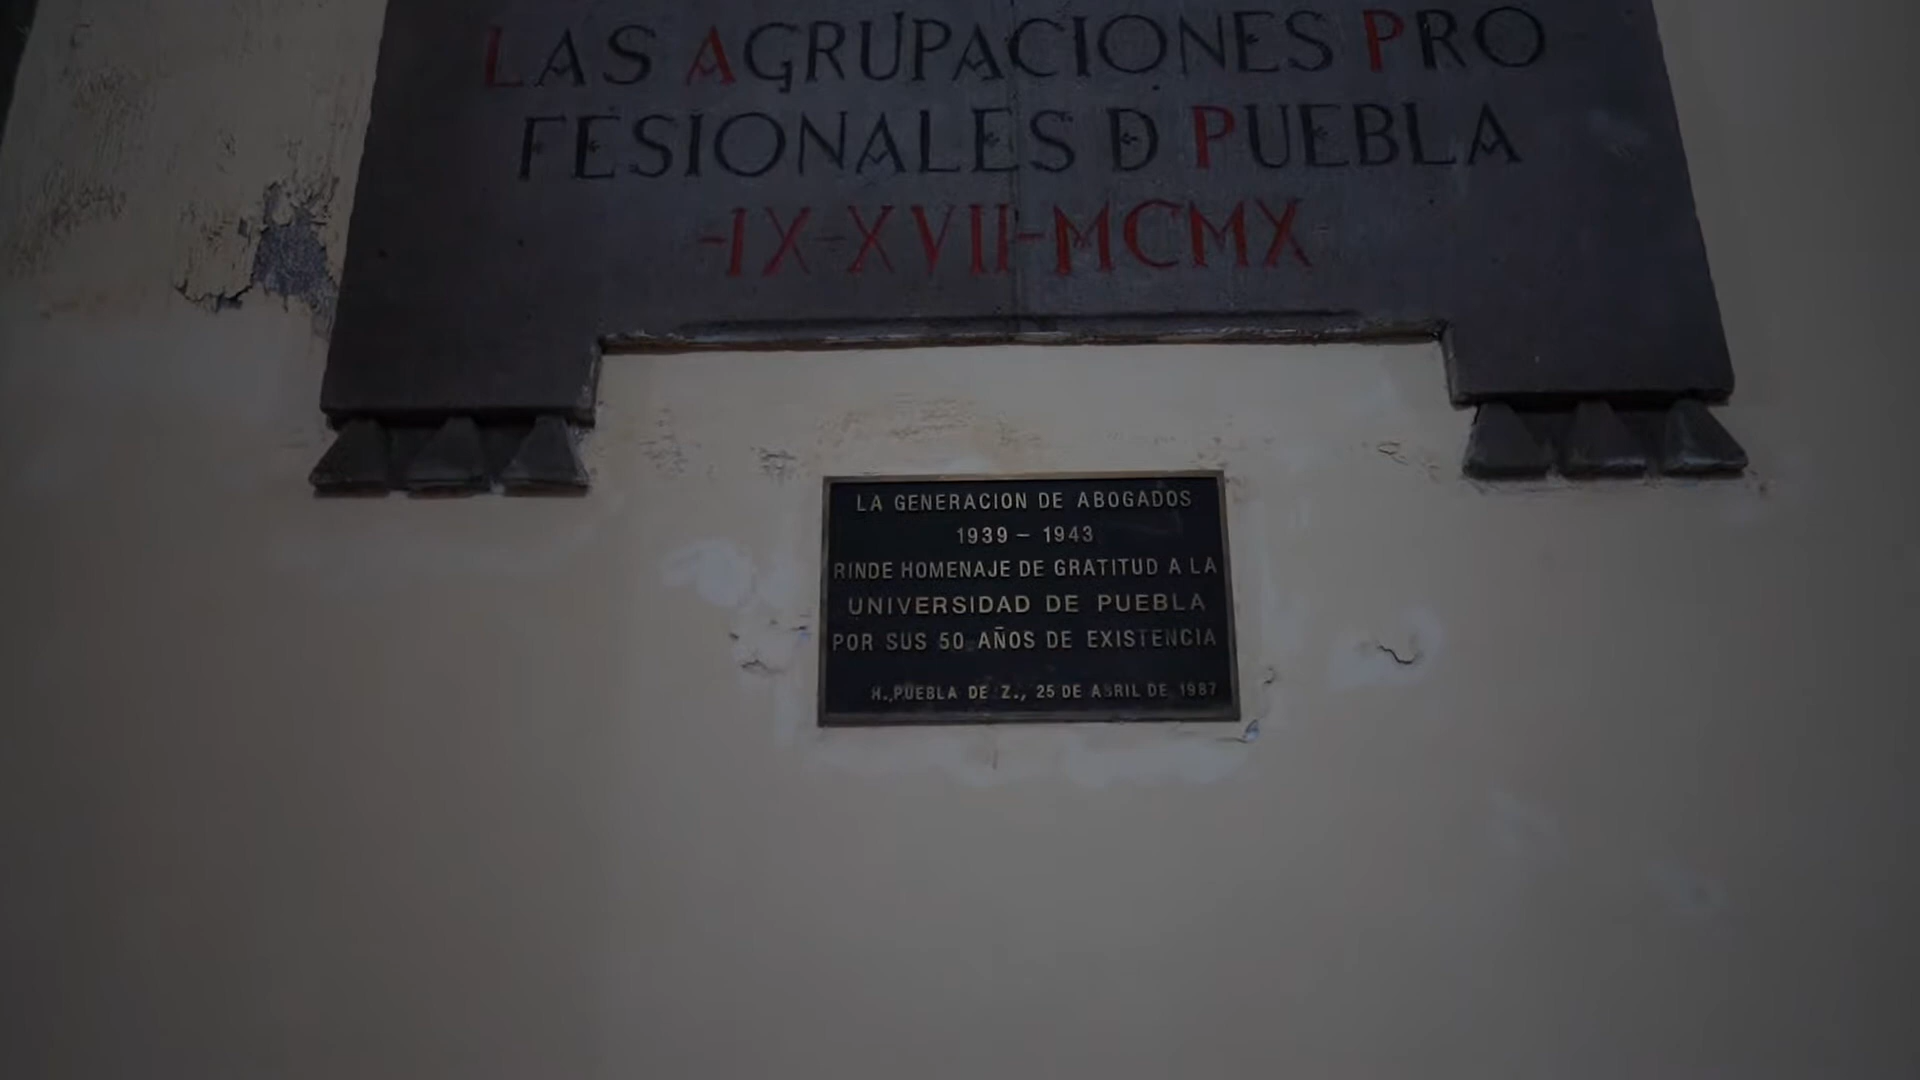 LAS AGRUPACIONES PRO
FESIONALES D PUEBLA
-IX-XVII-MCMX
LA GENERACION DE ABOGADOS
1939 - 1943
RINDE HOMENAJE DE GRATITUD A LA
UNIVERSIDAD DE PUEBLA
POR SUS 50 AÑOS DE EXISTENCIA
H.,PUEBLA DE Z., 25 DE ABRIL DE 1987